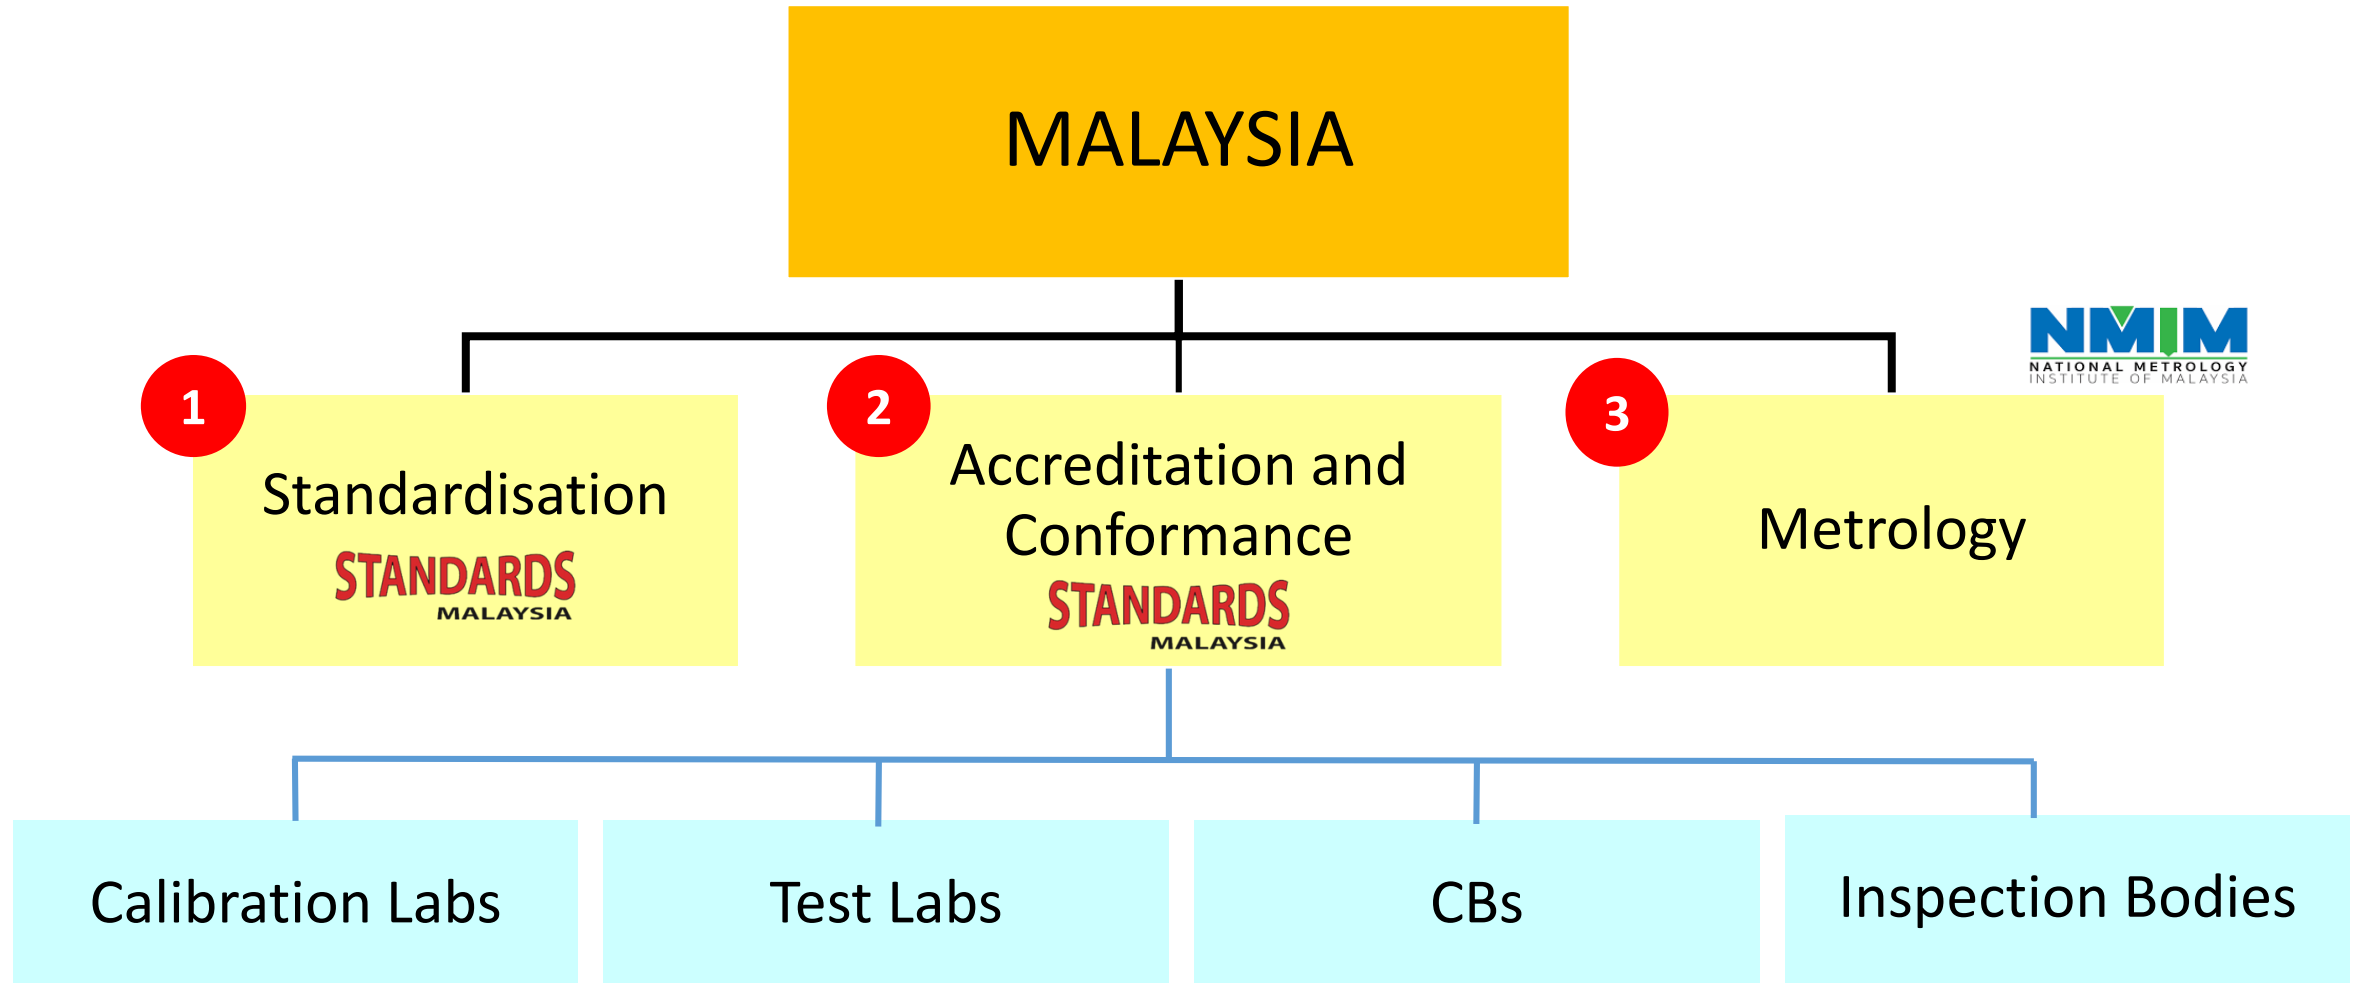 MALAYSIA
NMIM
NATIONAL METROLOGY
INSTITUTE OF MALAYSIA
1
Standardisation
STANDARDS
MALAYSIA
2
Accreditation and
Conformance
STANDARDS
MALAYSIA
3
Metrology
Calibration Labs
Test Labs
CBs
Inspection Bodies